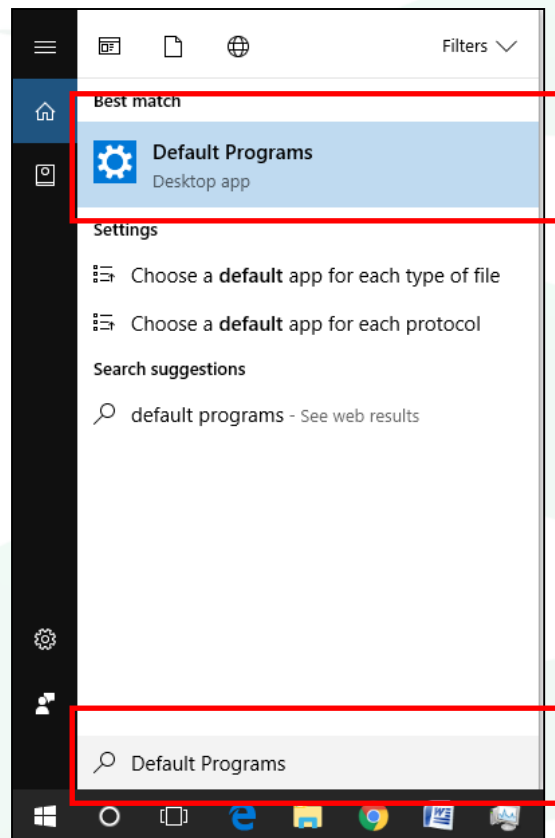 Filters
Best match
Default Programs
Desktop app
Settings
Choose a default app for each type of file
Choose a default app for each protocol
Search suggestions
default programs - See web results
Default Programs